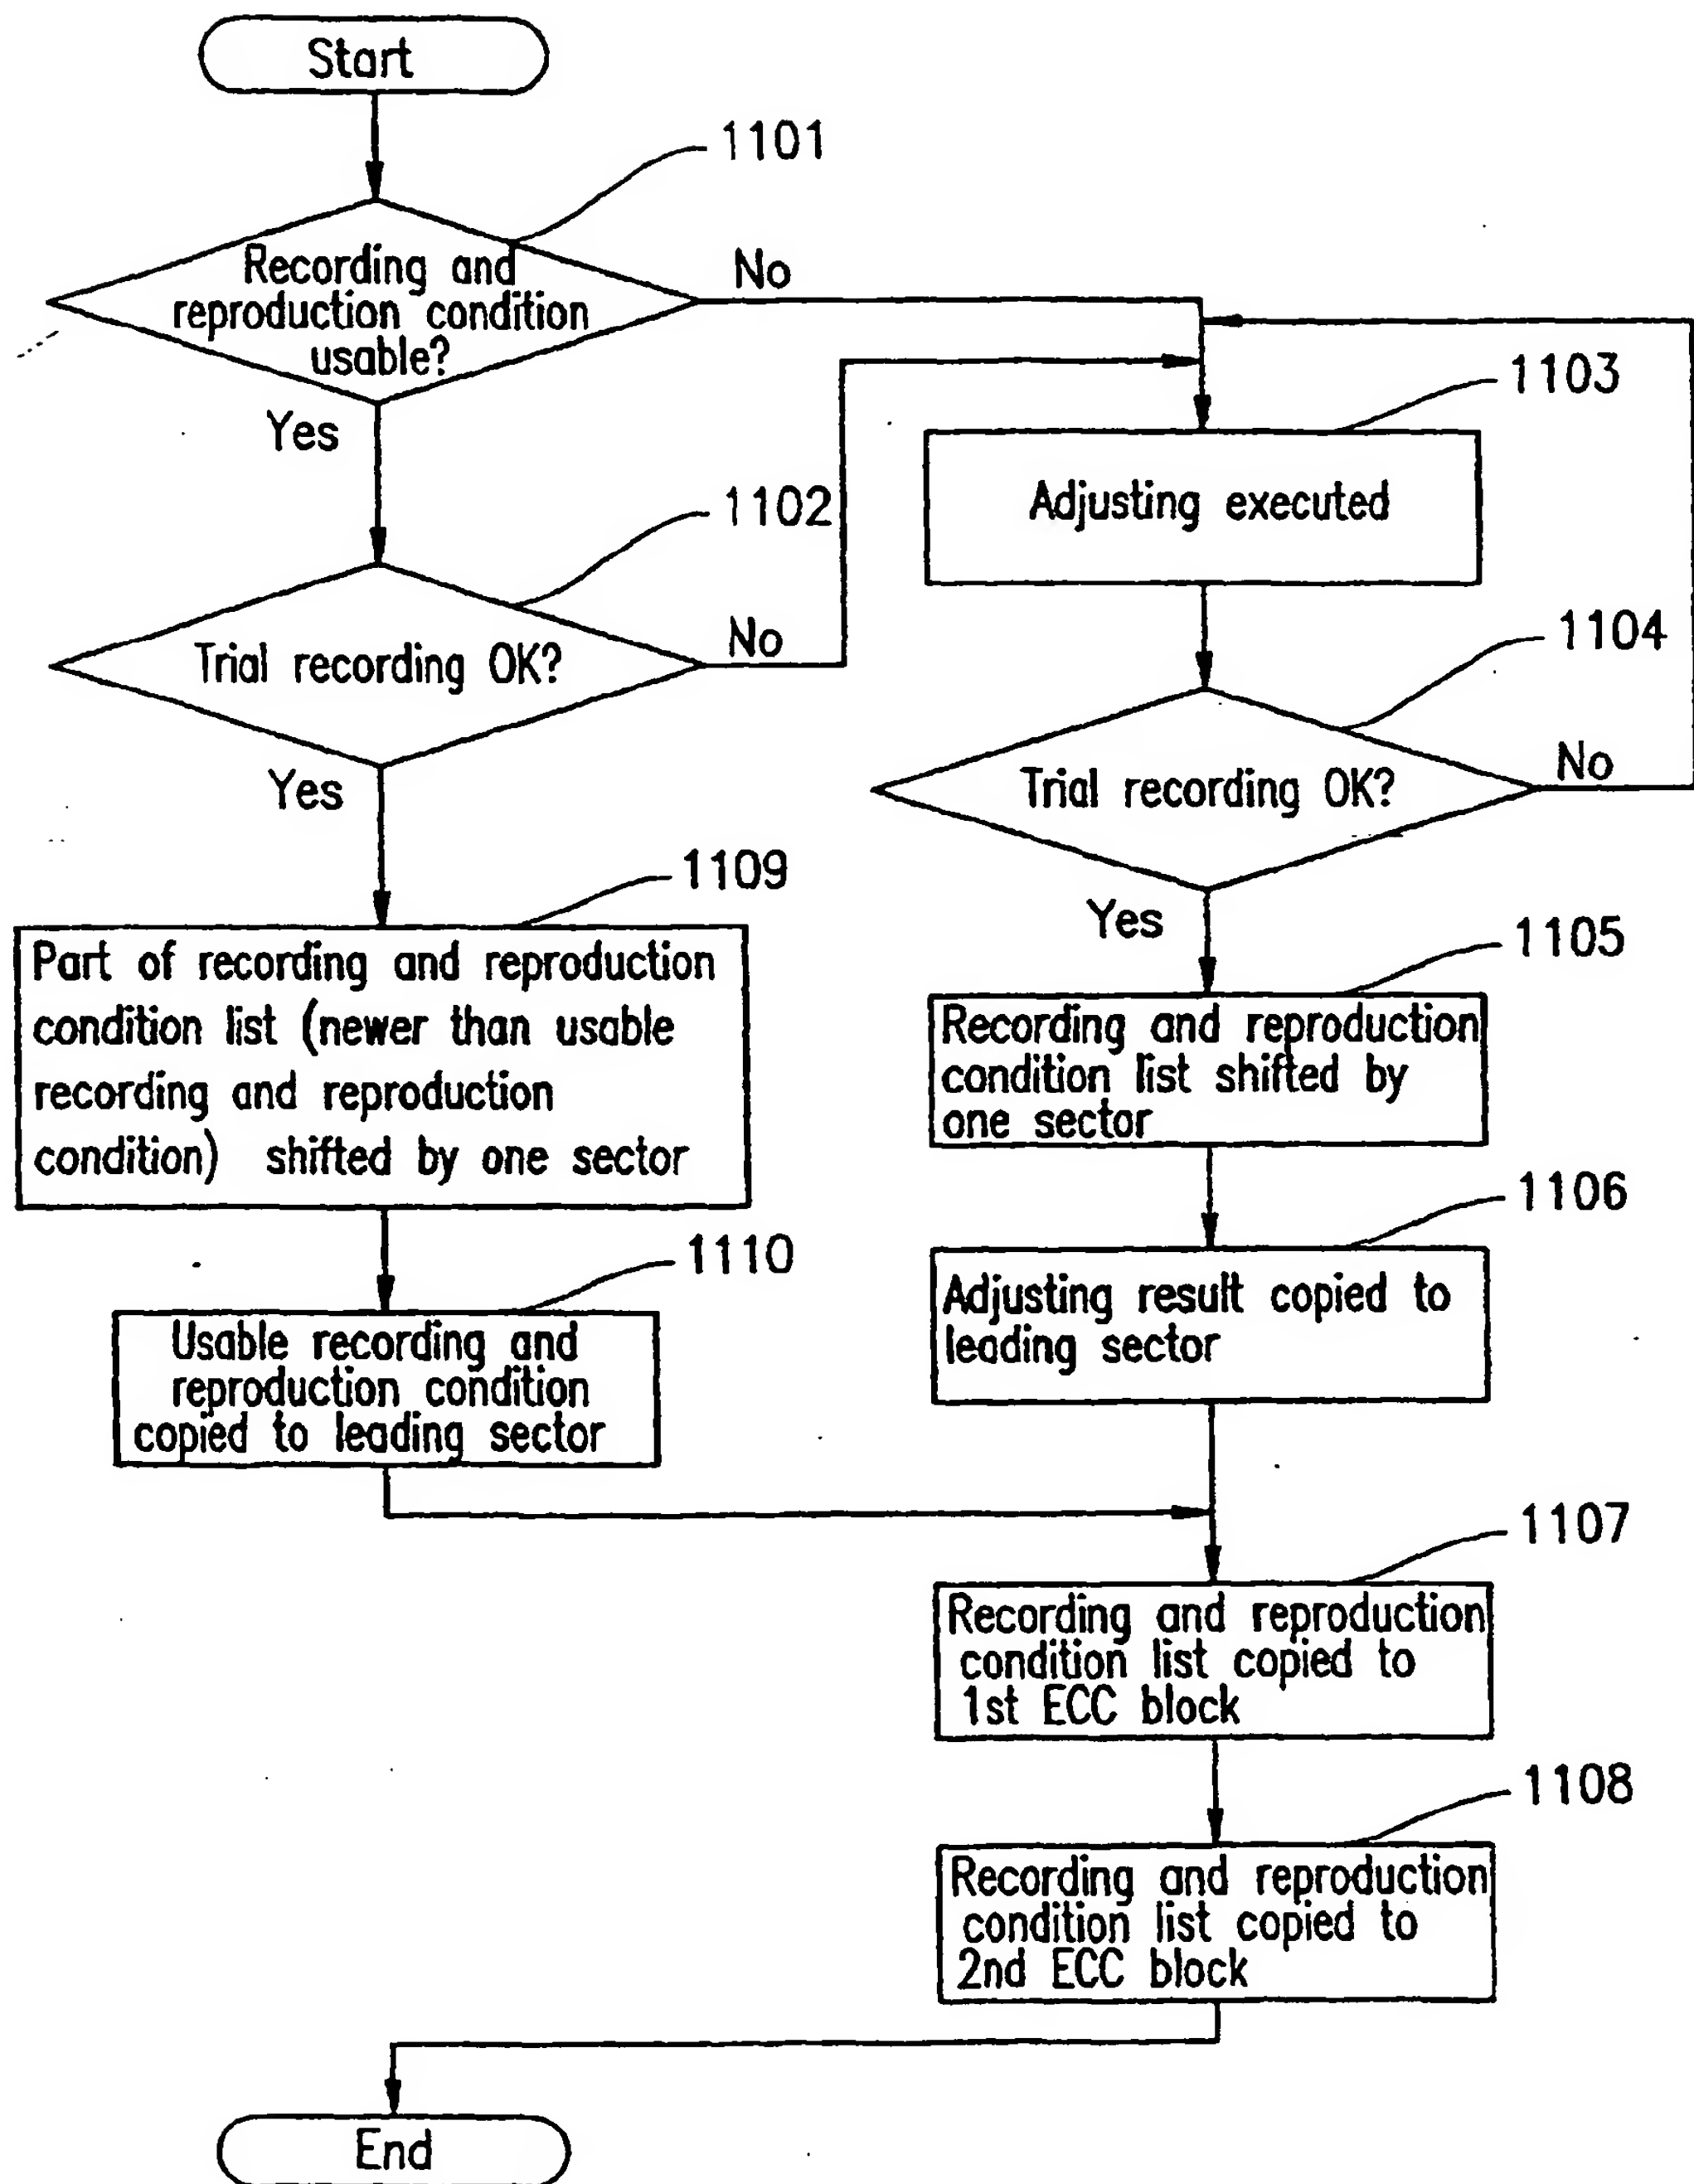 Start
1101
Recording and
reproduction condition
usable?
No
Yes
1102
Trial recording OK?
No
Yes
1103
Adjusting executed
1104
Trial recording OK?
No
Yes
1109
Part of recording and reproduction
condition list (newer than usable
recording and reproduction
condition) shifted by one sector
1110
Usable recording and
reproduction condition
copied to leading sector
1105
Recording and reproduction
condition list shifted by
one sector
1106
Adjusting result copied to
leading sector
1107
Recording and reproduction
condition list copied to
1st ECC block
1108
Recording and reproduction
condition list copied to
2nd ECC block
End